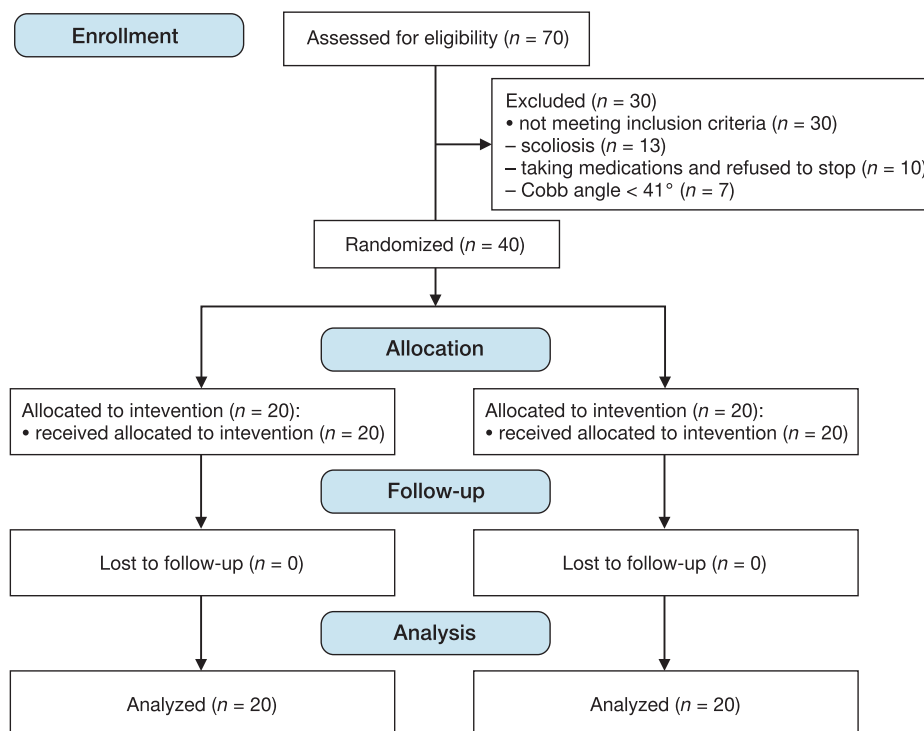 Enrollment
Assessed for eligibility (n = 70)
Excluded (n = 30)
• not meeting inclusion criteria (n = 30)
– scoliosis (n = 13)
– taking medications and refused to stop (n = 10)
– Cobb angle < 41° (n = 7)
Randomized (n = 40)
Allocation
Allocated to intevention (n = 20):
• received allocated to intevention (n = 20)
Allocated to intevention (n = 20):
• received allocated to intevention (n = 20)
Follow-up
Lost to follow-up (n = 0)
Lost to follow-up (n = 0)
Analysis
Analyzed (n = 20)
Analyzed (n = 20)